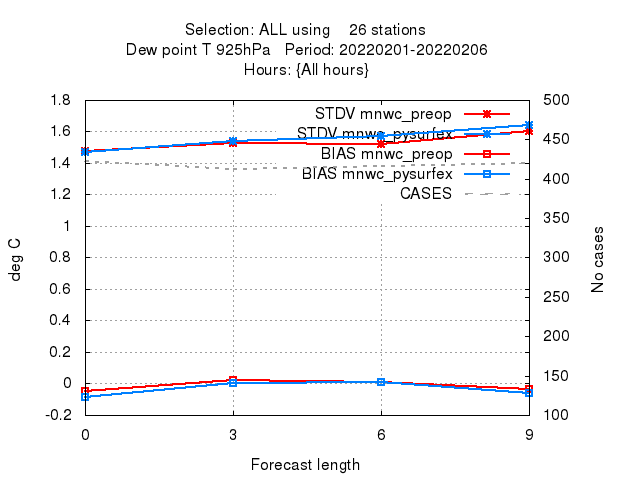 Selection: ALL using 26 stations
Dew point T 925hPa Period: 20220201-20220206
Hours: {All hours}
1.8
1.6
1.4
1.2
1
0.8
0.6
0.4
0.2
0
-0.2
deg C
STDV mnwc_preop
STDV mnwc_pysurfex
BIAS mnwc_preop
BIAS mnwc_pysurfex
CASES
500
450
400
350
300
250
200
150
100
No cases
0 3 6 9
Forecast length